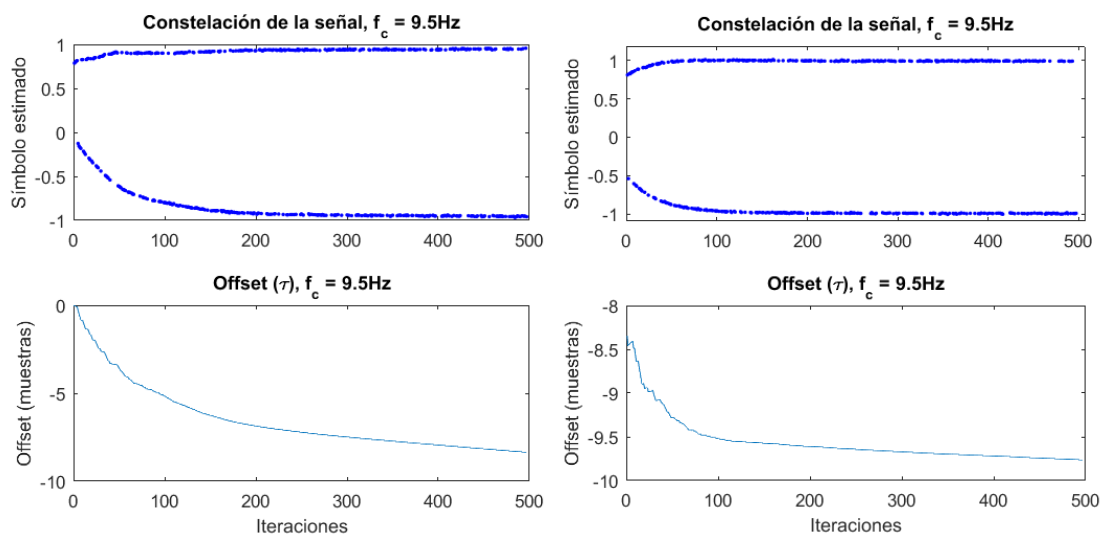 Constelación de la señal, f_c = 9.5Hz
Símbolo estimado
1
0.5
0
-0.5
-1
0 100 200 300 400 500
Offset (τ), f_c = 9.5Hz
Offset (muestras)
0
-5
-10
0 100 200 300 400 500
Iteraciones
Constelación de la señal, f_c = 9.5Hz
Símbolo estimado
1
0.5
0
-0.5
-1
0 100 200 300 400 500
Offset (τ), f_c = 9.5Hz
Offset (muestras)
-8
-8.5
-9
-9.5
-10
0 100 200 300 400 500
Iteraciones